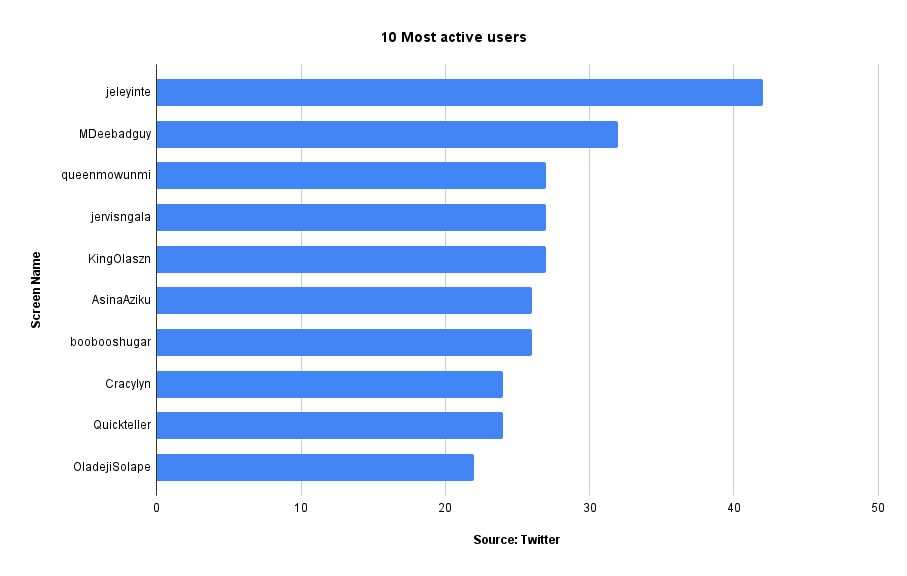 10 Most active users
Screen Name
jeleyinte
MDeebadguy
queenmowunmi
jervisngala
KingOlaszn
AsinaAziku
boobooshugar
Cracylyn
Quickteller
OladejiSolape
0 10 20 30 40 50
Source: Twitter